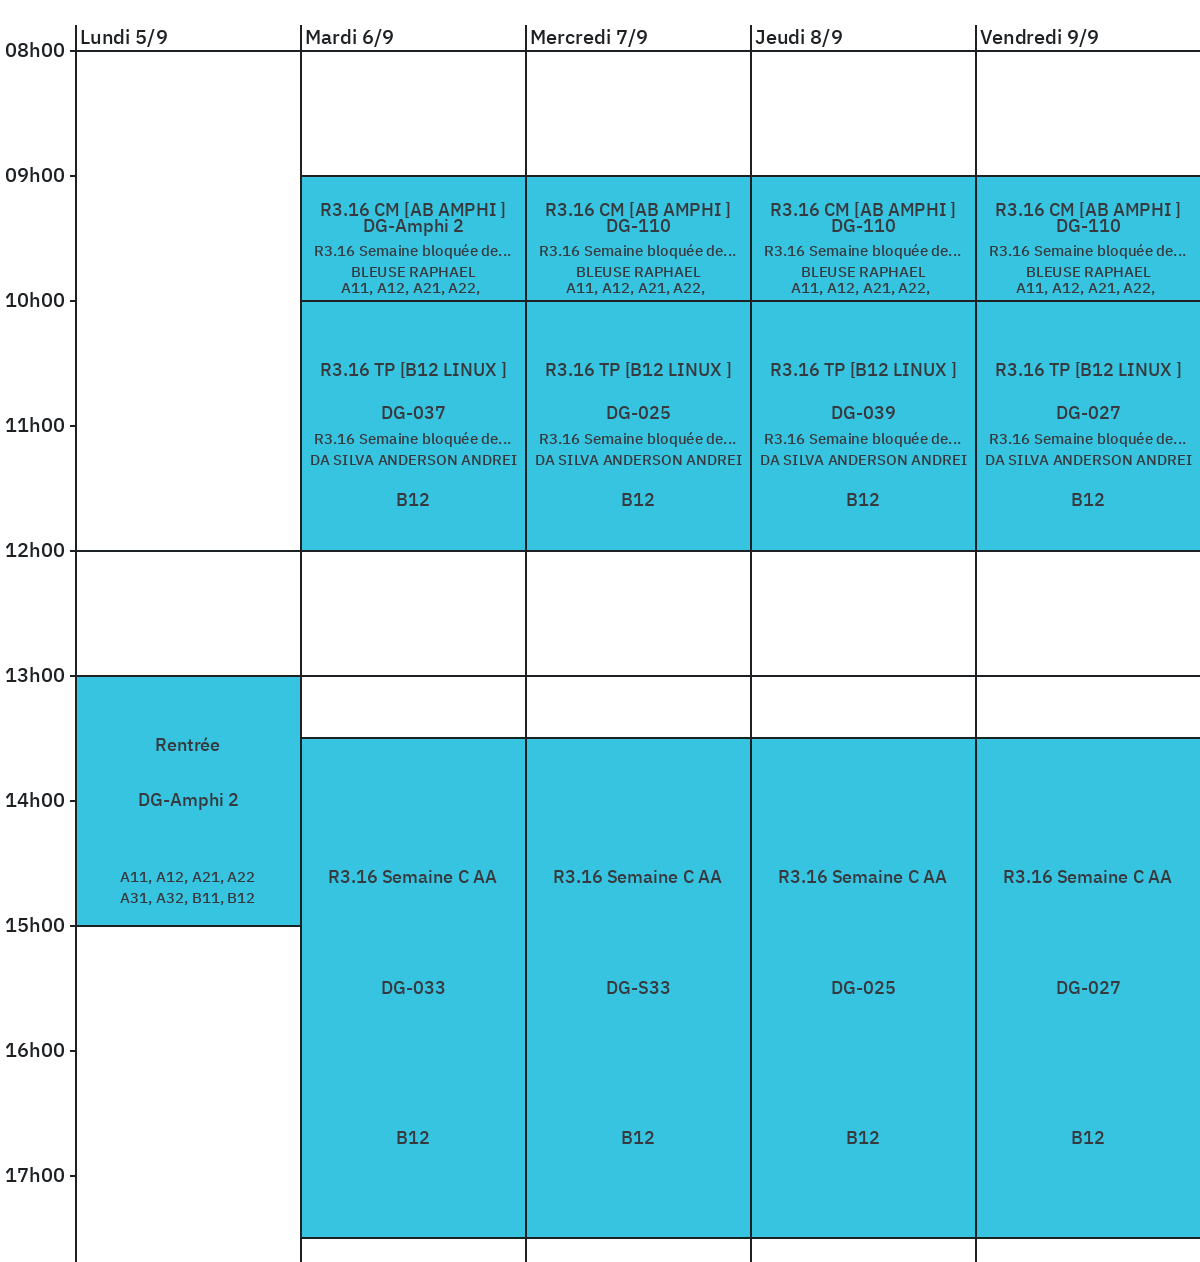 Lundi 5/9
Mardi 6/9
Mercredi 7/9
Jeudi 8/9
Vendredi 9/9
08h00
09h00
R3.16 CM [AB AMPHI ]
DG-Amphi 2
R3.16 Semaine bloquée de...
BLEUSE RAPHAEL
A11, A12, A21, A22,
R3.16 CM [AB AMPHI ]
DG-110
R3.16 Semaine bloquée de...
BLEUSE RAPHAEL
A11, A12, A21, A22,
R3.16 CM [AB AMPHI ]
DG-110
R3.16 Semaine bloquée de...
BLEUSE RAPHAEL
A11, A12, A21, A22,
R3.16 CM [AB AMPHI ]
DG-110
R3.16 Semaine bloquée de...
BLEUSE RAPHAEL
A11, A12, A21, A22,
10h00
R3.16 TP [B12 LINUX ]
DG-037
R3.16 Semaine bloquée de...
DA SILVA ANDERSON ANDREI
B12
R3.16 TP [B12 LINUX ]
DG-025
R3.16 Semaine bloquée de...
DA SILVA ANDERSON ANDREI
B12
R3.16 TP [B12 LINUX ]
DG-039
R3.16 Semaine bloquée de...
DA SILVA ANDERSON ANDREI
B12
R3.16 TP [B12 LINUX ]
DG-027
R3.16 Semaine bloquée de...
DA SILVA ANDERSON ANDREI
B12
11h00
12h00
13h00
Rentrée
DG-Amphi 2
A11, A12, A21, A22
A31, A32, B11, B12
14h00
R3.16 Semaine C AA
DG-033
B12
R3.16 Semaine C AA
DG-S33
B12
R3.16 Semaine C AA
DG-025
B12
R3.16 Semaine C AA
DG-027
B12
15h00
16h00
17h00